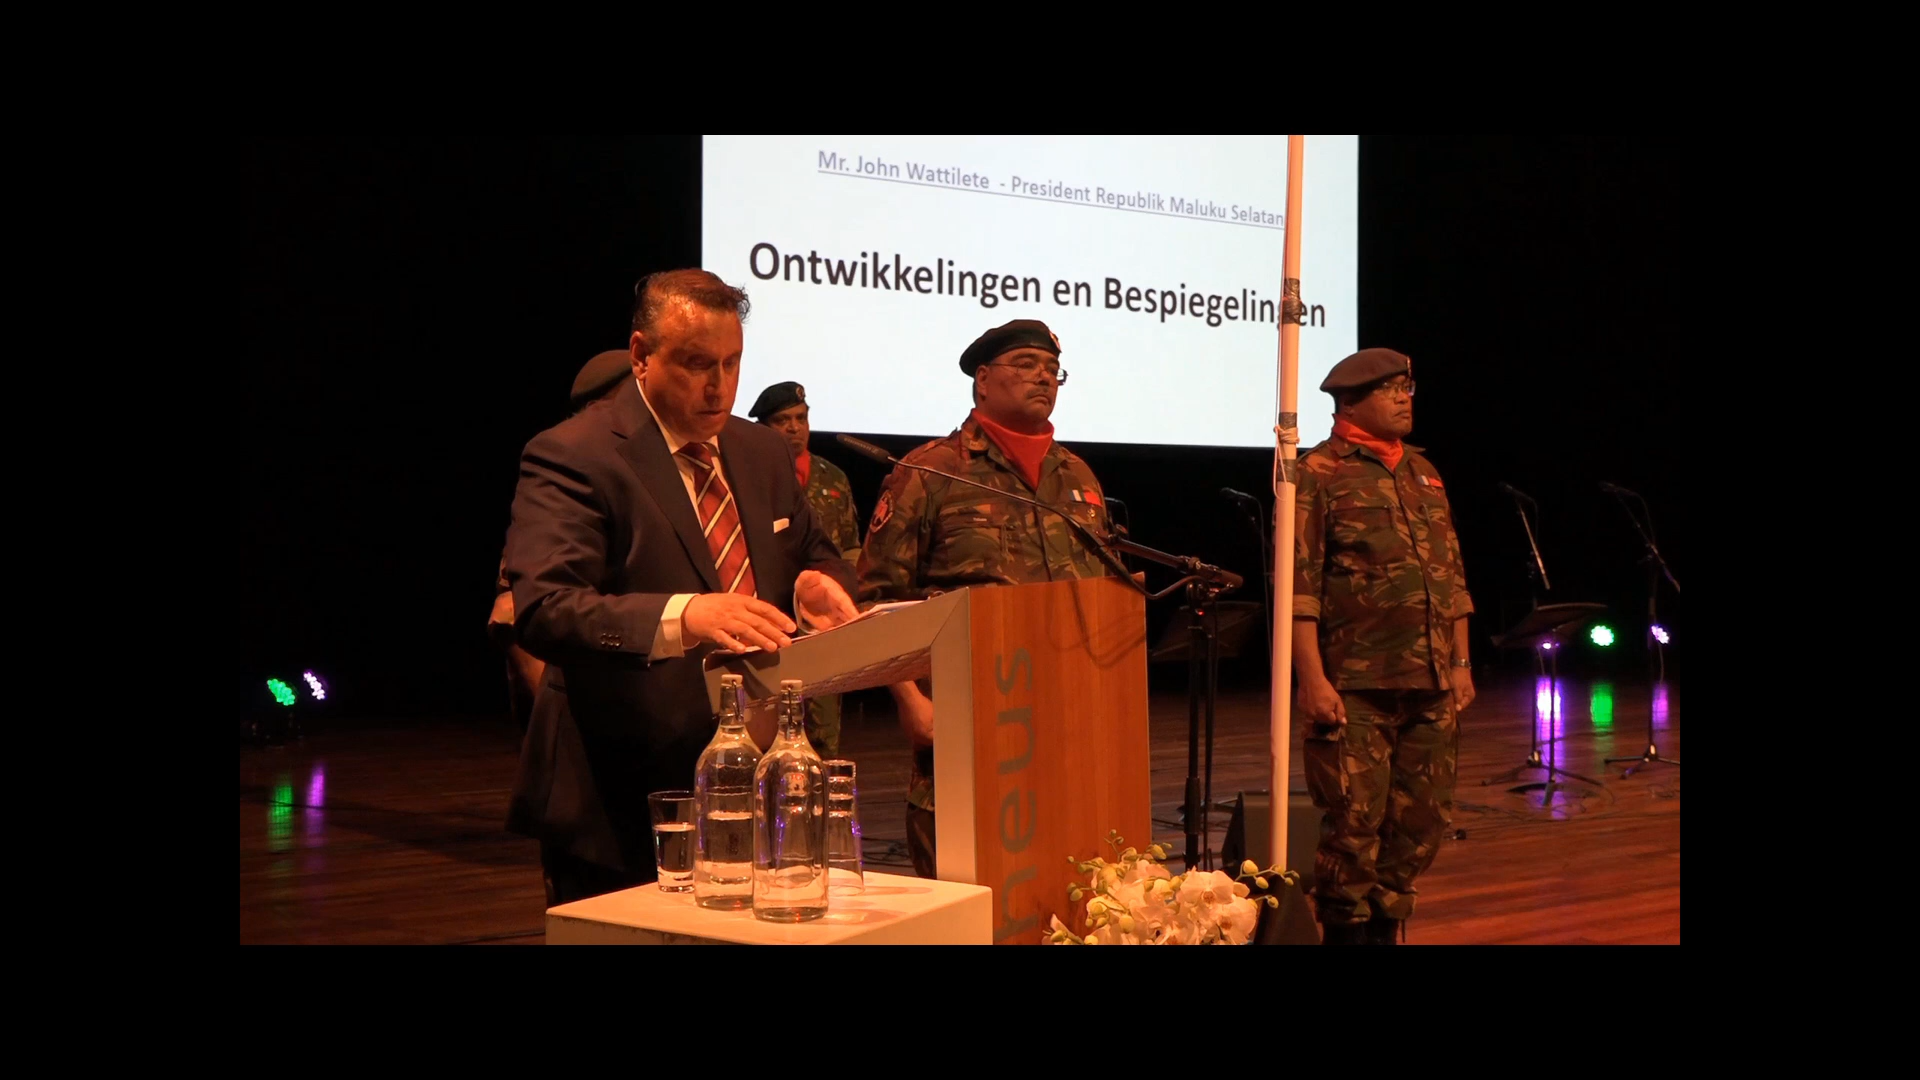 Mr. John Wattilete - President Republik Maluku Selatan
Ontwikkelingen en Bespiegelingen
heus